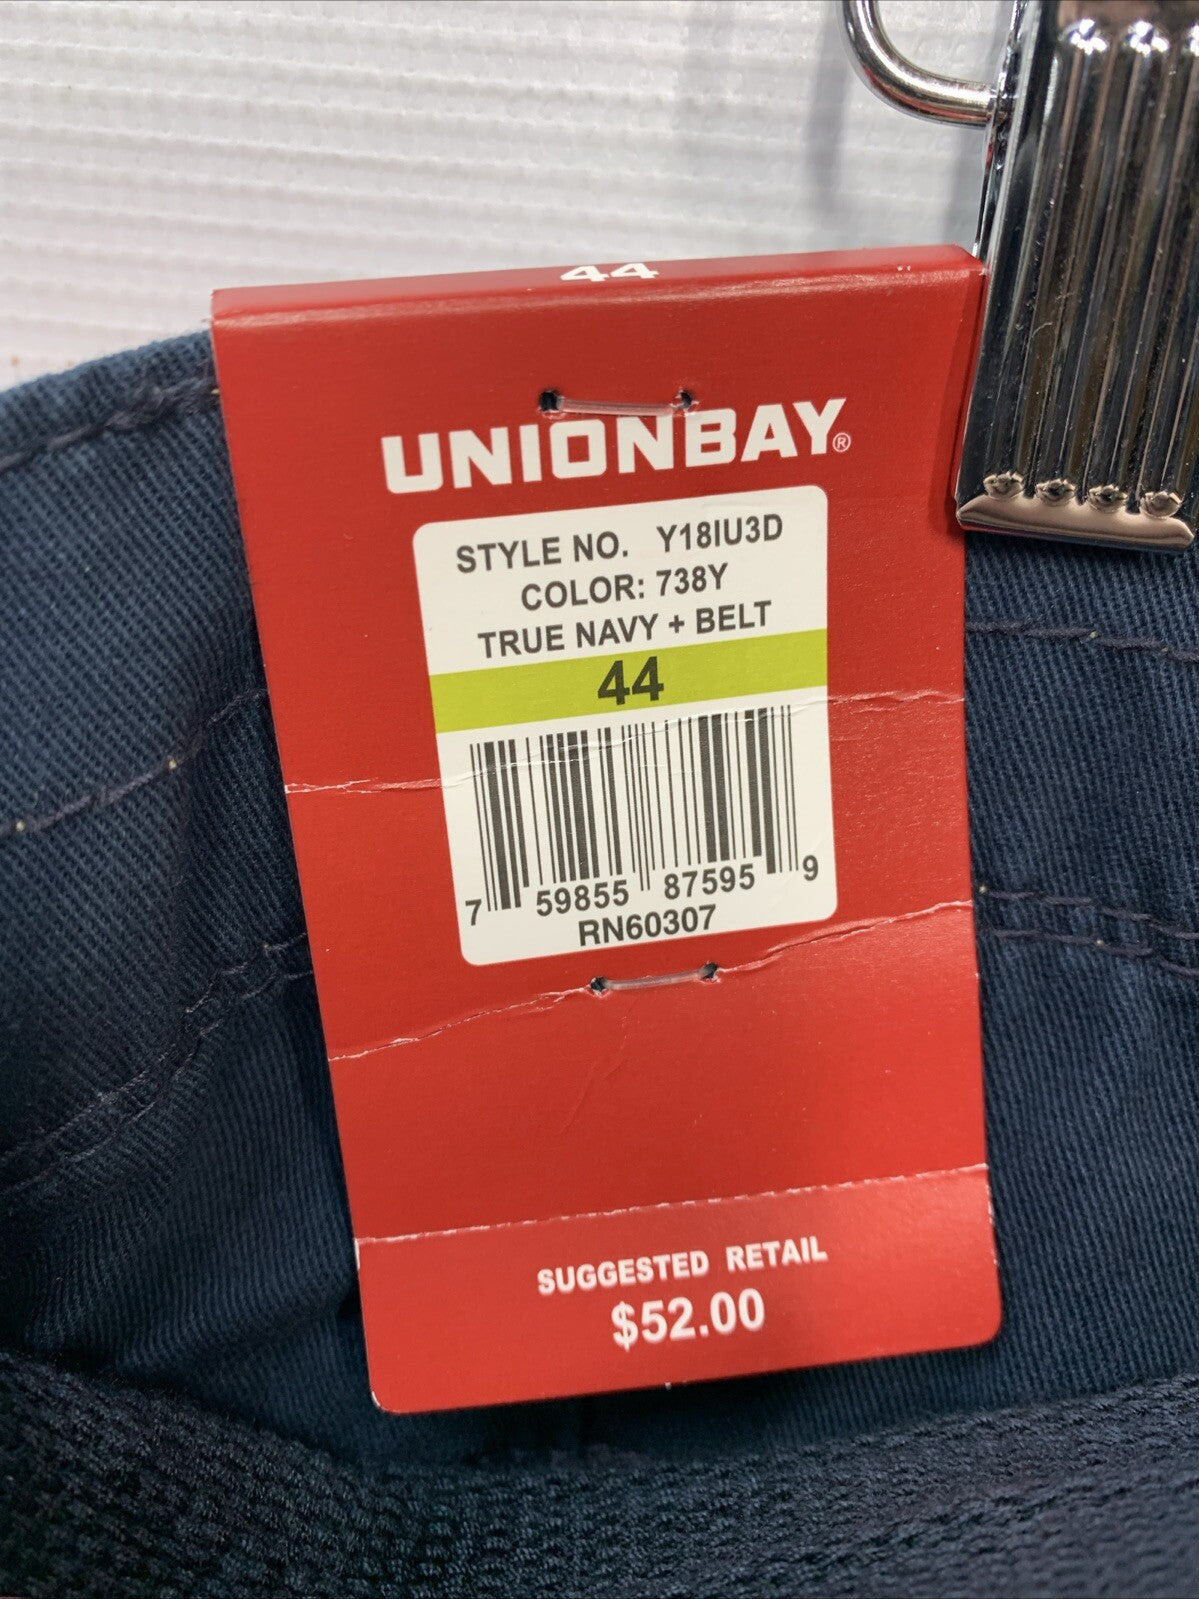 44
UNIONBAY®
STYLE NO. Y18IU3D
COLOR: 738Y
TRUE NAVY + BELT
44
7 59855 87595 9
RN60307
SUGGESTED RETAIL
$52.00